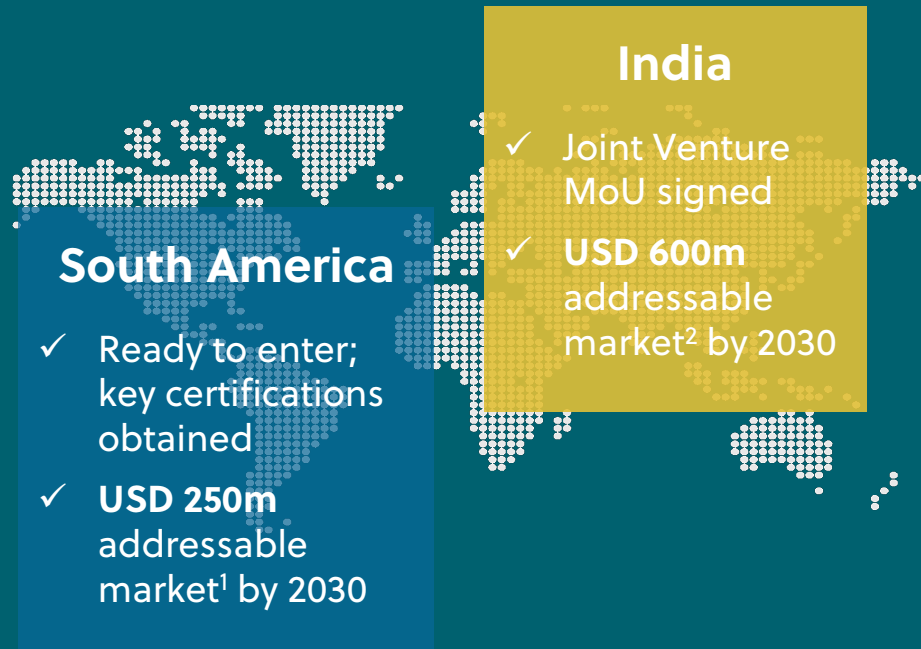 India
✓ Joint Venture
MoU signed
✓ USD 600m
addressable
market² by 2030
South America
✓ Ready to enter;
key certifications
obtained
✓ USD 250m
addressable
market¹ by 2030